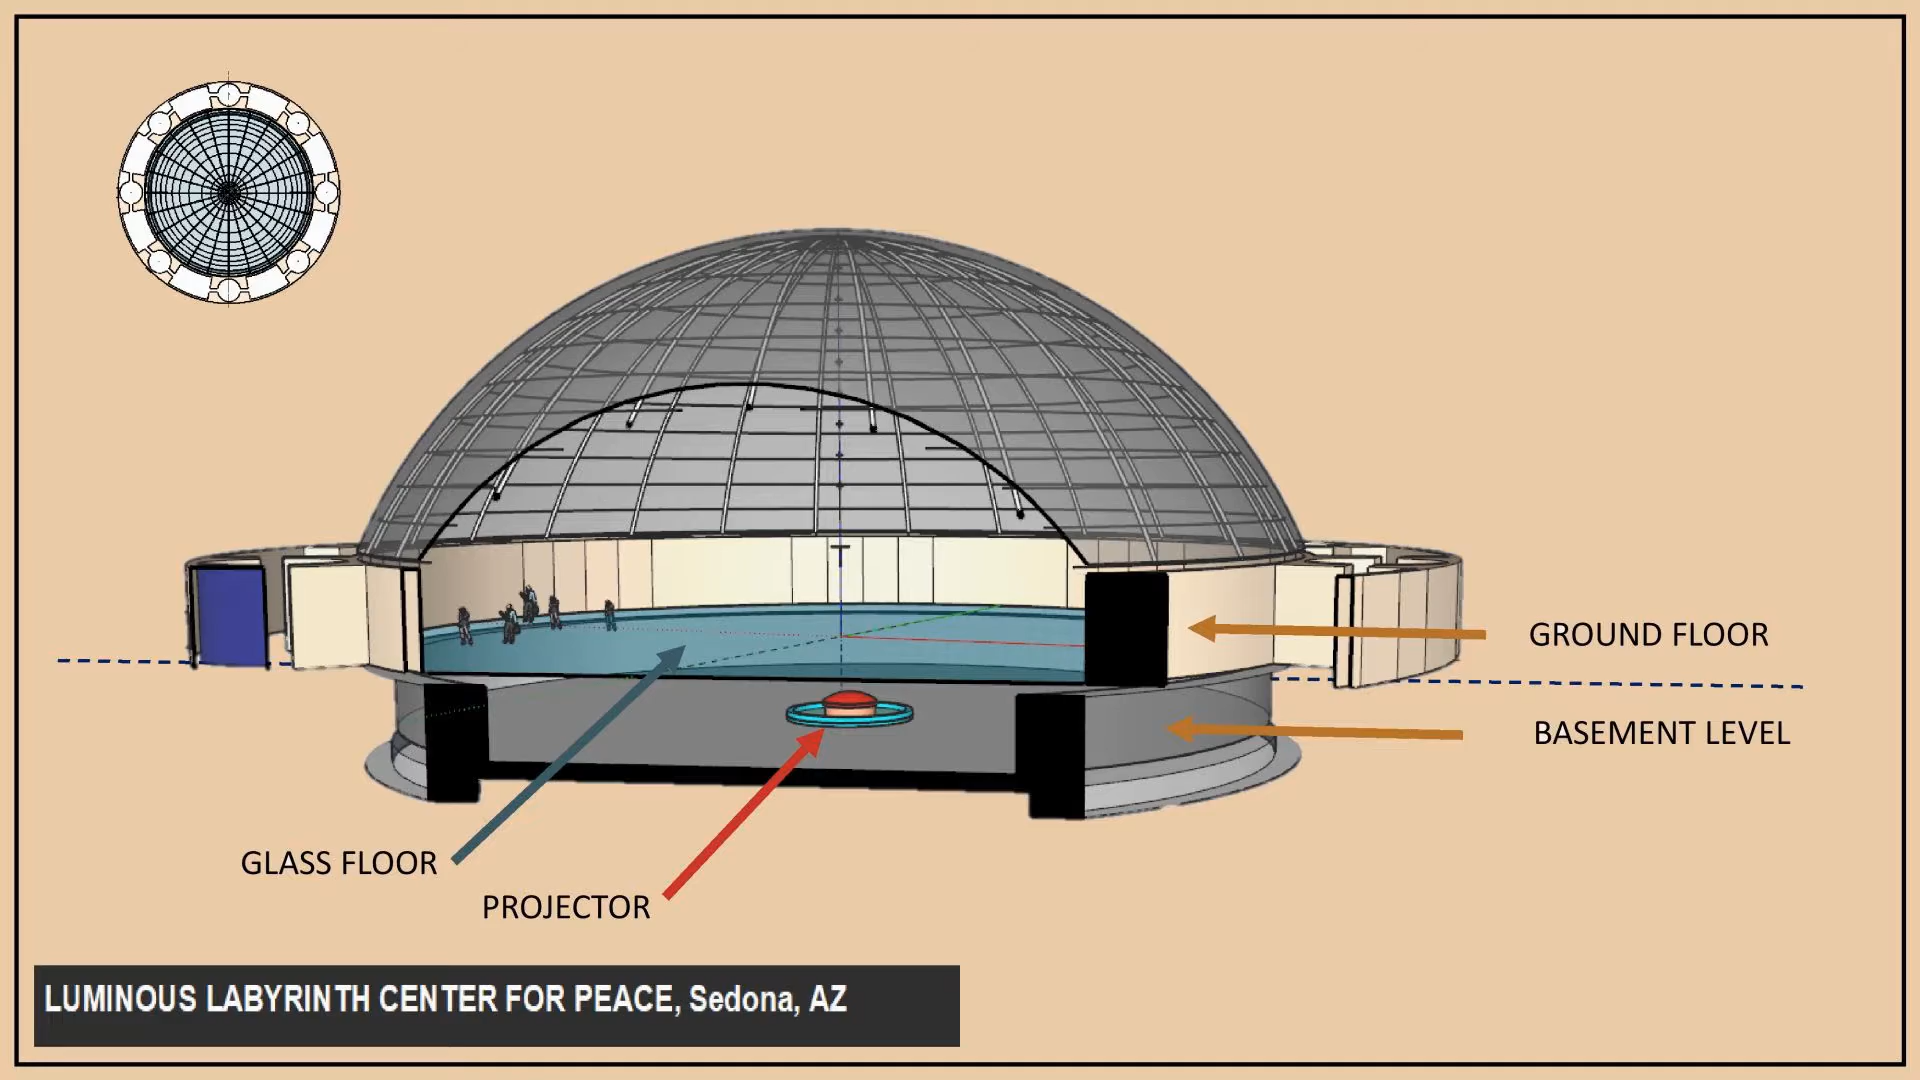 GROUND FLOOR
BASEMENT LEVEL
GLASS FLOOR
PROJECTOR
LUMINOUS LABYRINTH CENTER FOR PEACE, Sedona, AZ